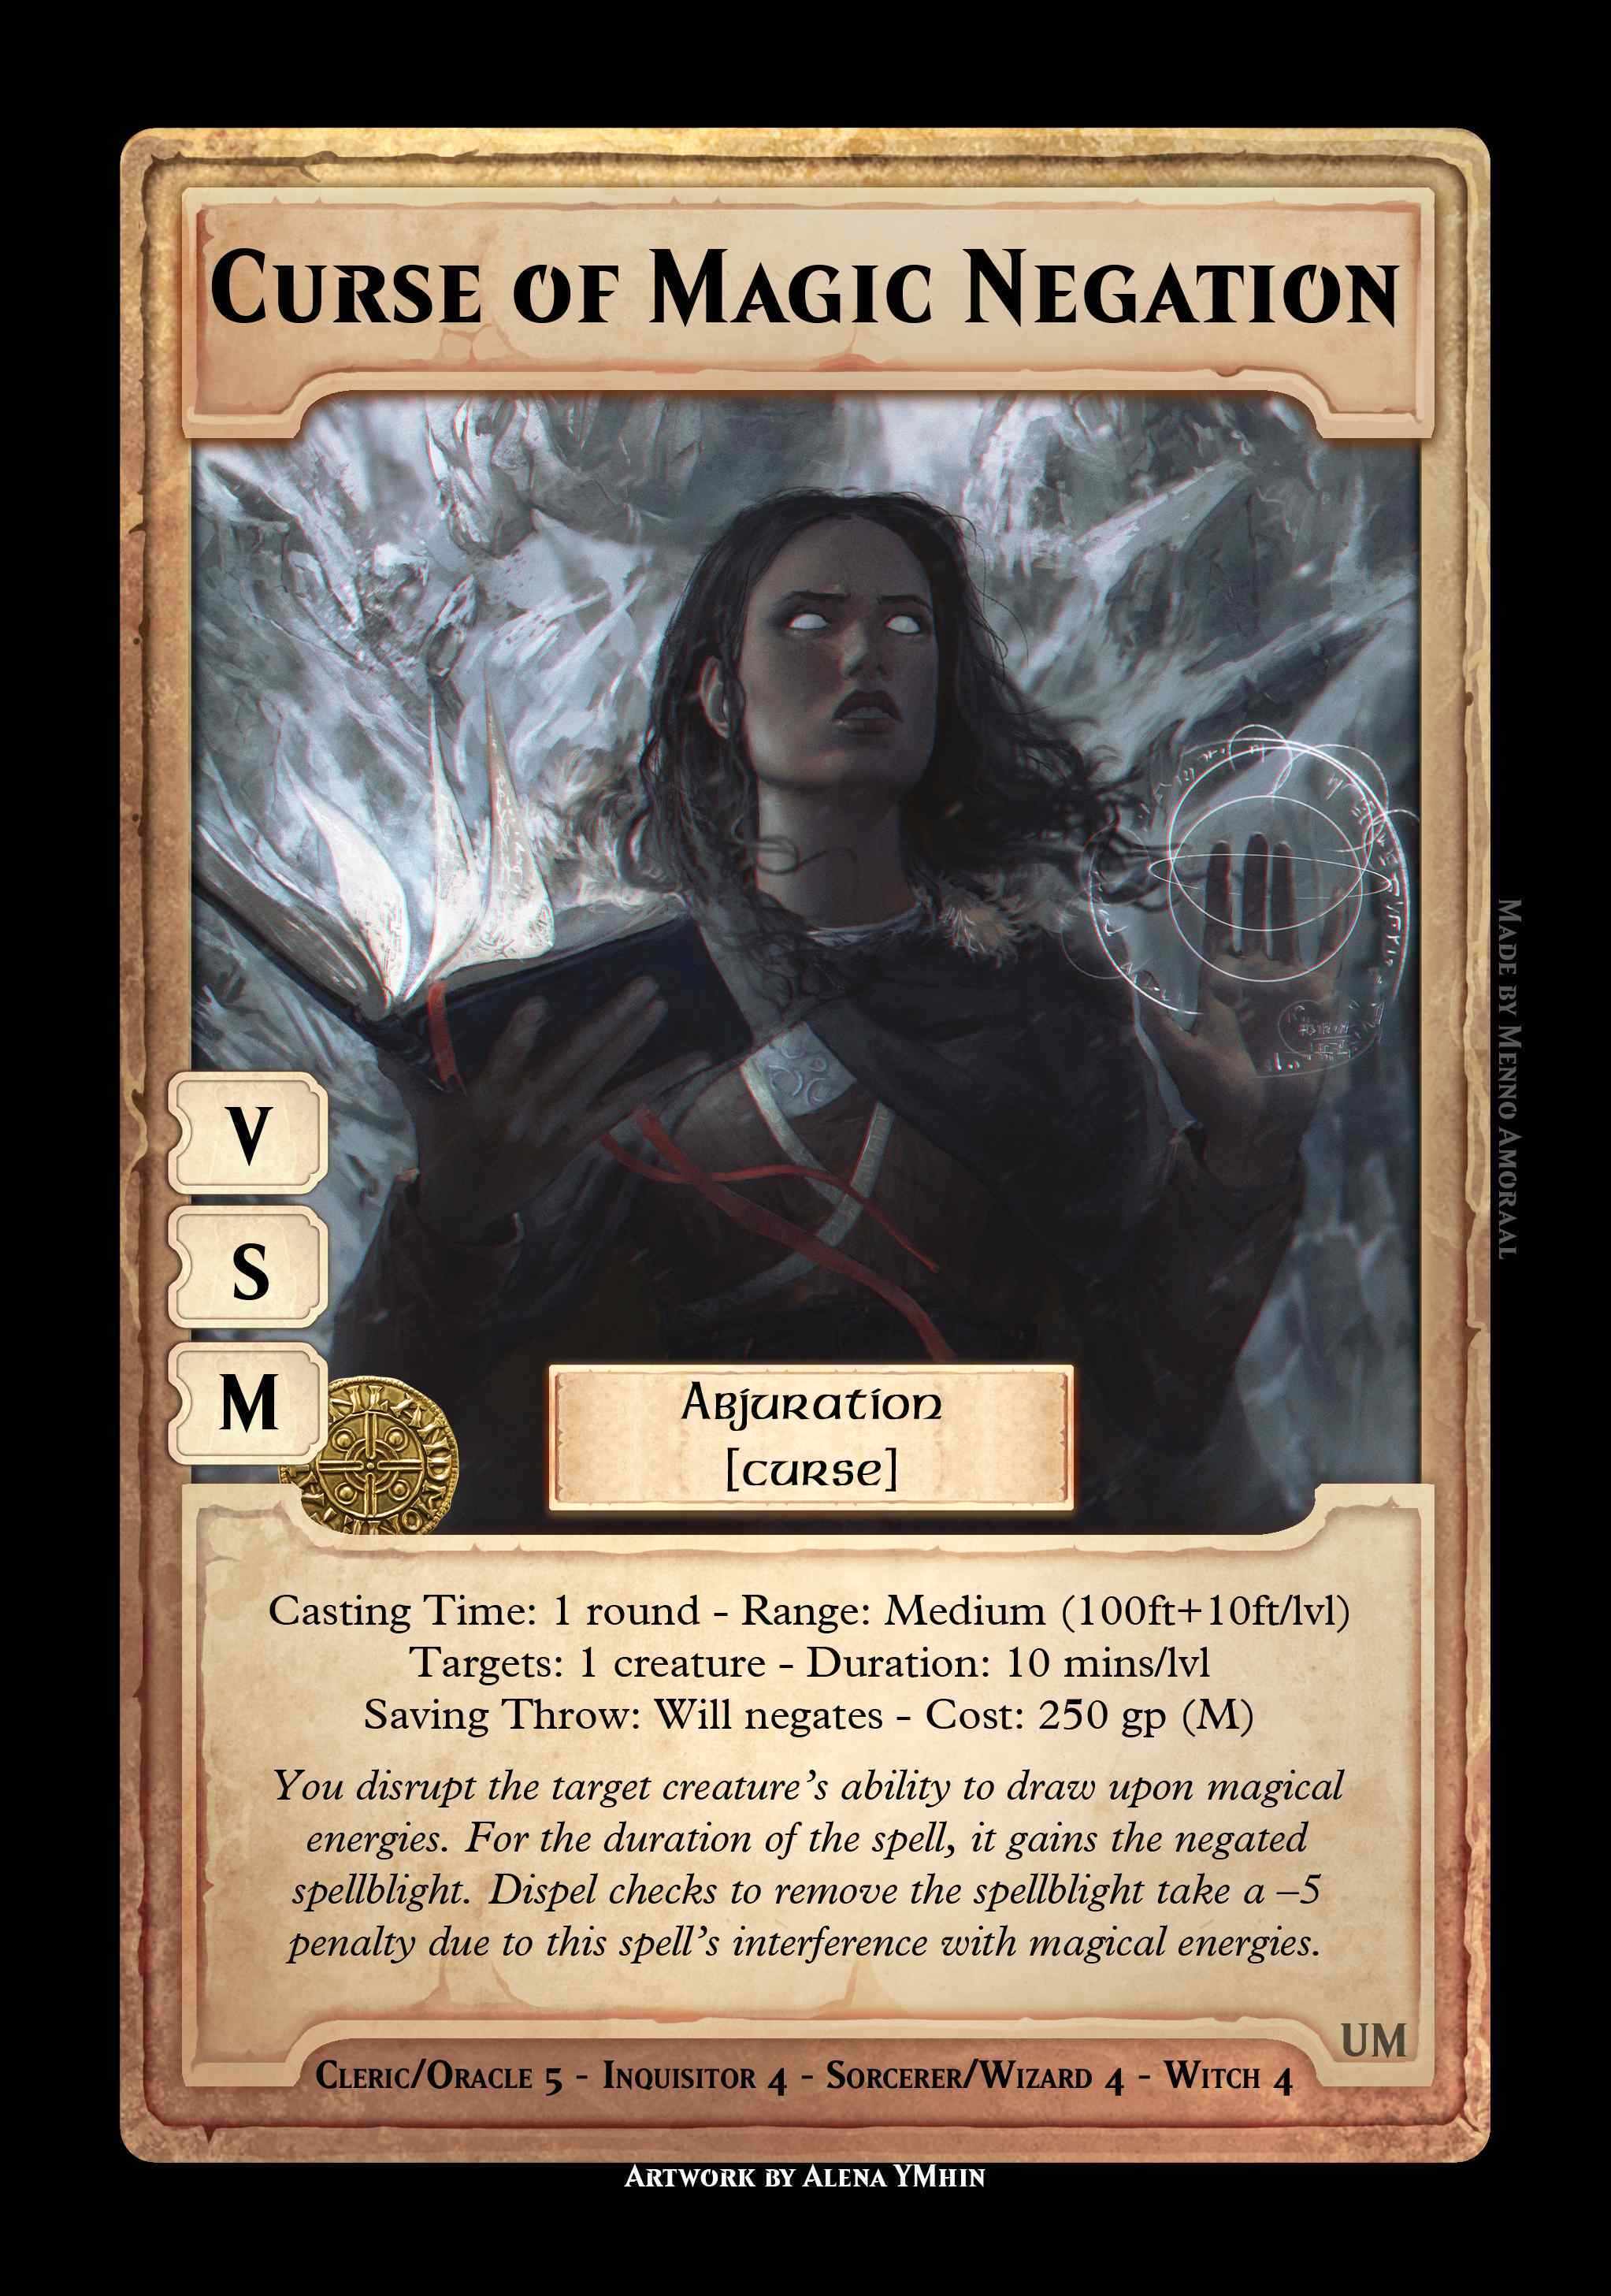 Curse of Magic Negation
V
S
M
Abjuration
[curse]
Casting Time: 1 round - Range: Medium (100ft+10ft/lvl)
Targets: 1 creature - Duration: 10 mins/lvl
Saving Throw: Will negates - Cost: 250 gp (M)
You disrupt the target creature’s ability to draw upon magical
energies. For the duration of the spell, it gains the negated
spellblight. Dispel checks to remove the spellblight take a –5
penalty due to this spell’s interference with magical energies.
UM
Cleric/Oracle 5 - Inquisitor 4 - Sorcerer/Wizard 4 - Witch 4
Artwork by Alena YMhin
Made by Menno Amoraal